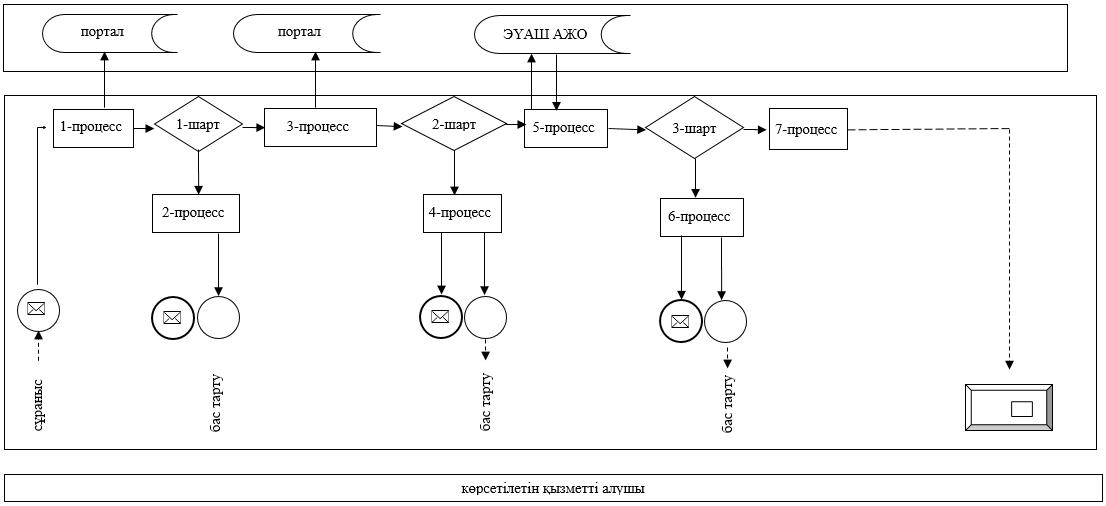 портал
портал
ЭҮАШ АЖО
1-процесс
1-шарт
3-процесс
2-шарт
5-процесс
3-шарт
7-процесс
2-процесс
4-процесс
6-процесс
сұраныс
бас тарту
бас тарту
бас тарту
көрсетілетін қызметті алушы